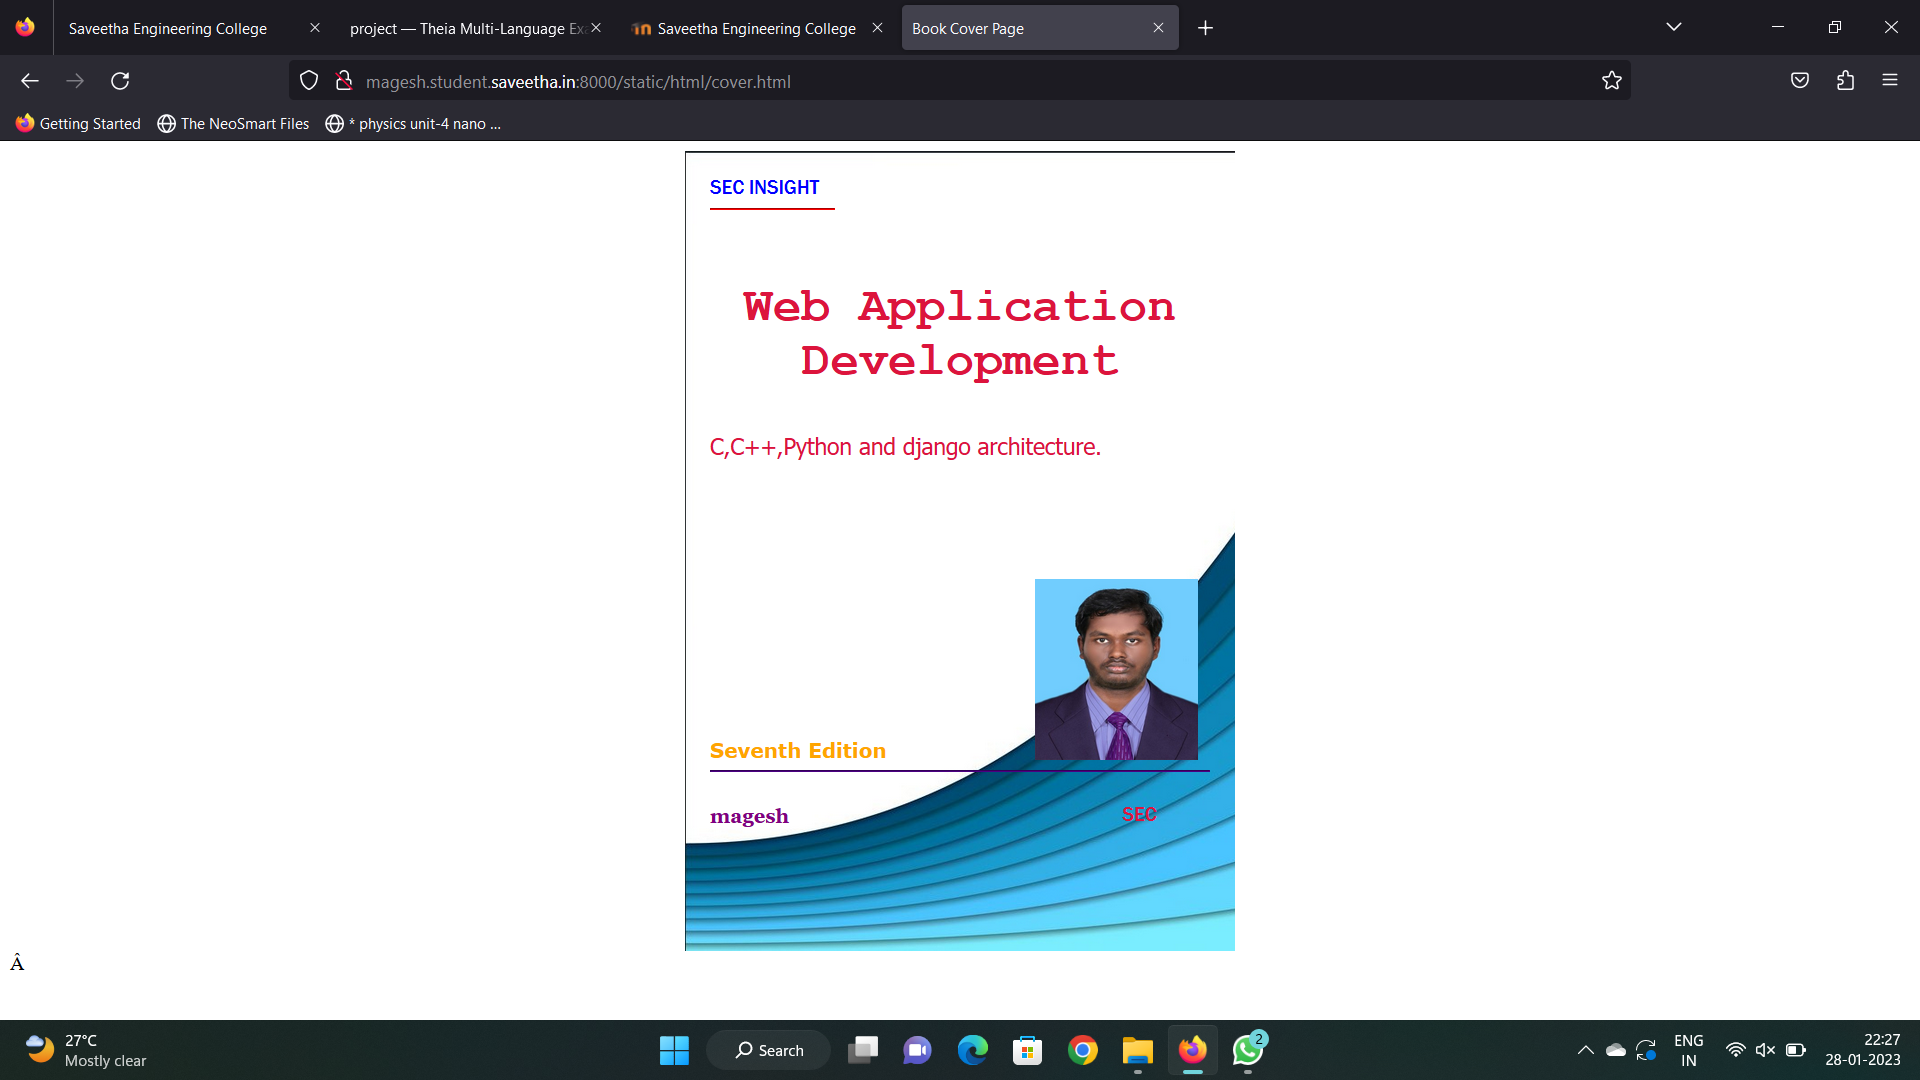 Saveetha Engineering College
project — Theia Multi-Language Ex
Saveetha Engineering College
Book Cover Page
magesh.student.saveetha.in:8000/static/html/cover.html
Getting Started
The NeoSmart Files
* physics unit-4 nano ...
SEC INSIGHT
Web Application
Development
C,C++,Python and django architecture.
Seventh Edition
magesh
SEC
Â
27°C
Mostly clear
Search
2
ENG
IN
22:27
28-01-2023